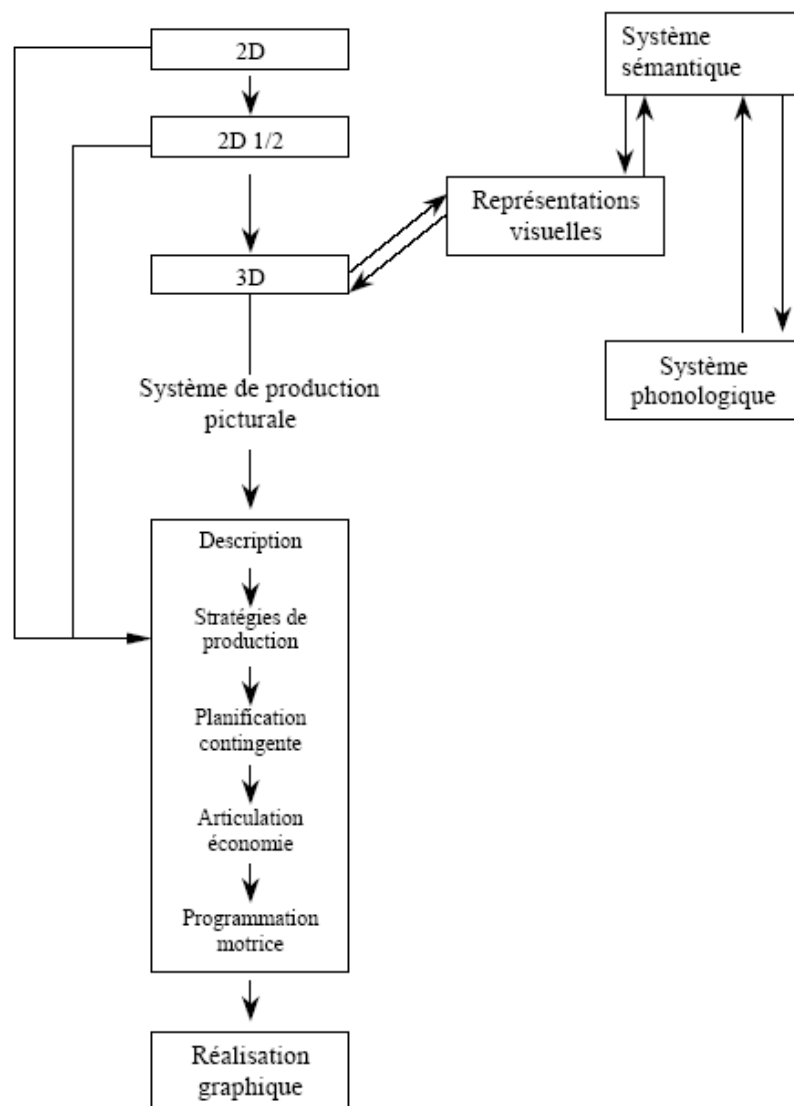 2D
2D 1/2
3D
Système
sémantique
Représentations
visuelles
Système
phonologique
Système de production
picturale
Description
Stratégies de
production
Planification
contingente
Articulation
économie
Programmation
motrice
Réalisation
graphique